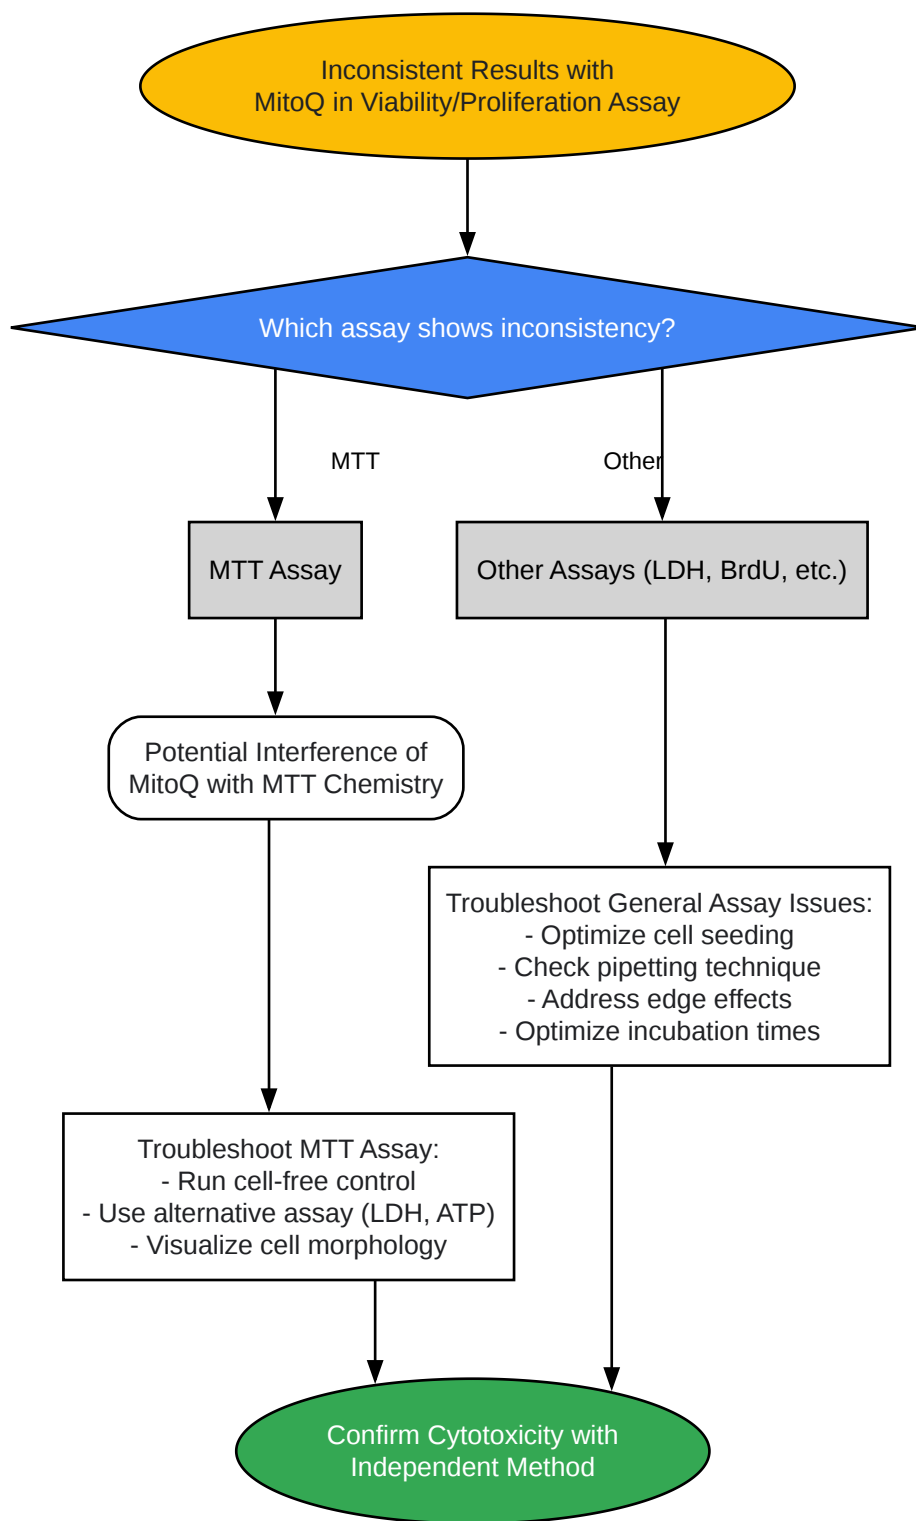 Inconsistent Results with
MitoQ in Viability/Proliferation Assay
Which assay shows inconsistency?
MTT
Other
MTT Assay
Other Assays (LDH, BrdU, etc.)
Potential Interference of
MitoQ with MTT Chemistry
Troubleshoot General Assay Issues:
- Optimize cell seeding
- Check pipetting technique
- Address edge effects
- Optimize incubation times
Troubleshoot MTT Assay:
- Run cell-free control
- Use alternative assay (LDH, ATP)
- Visualize cell morphology
Confirm Cytotoxicity with
Independent Method